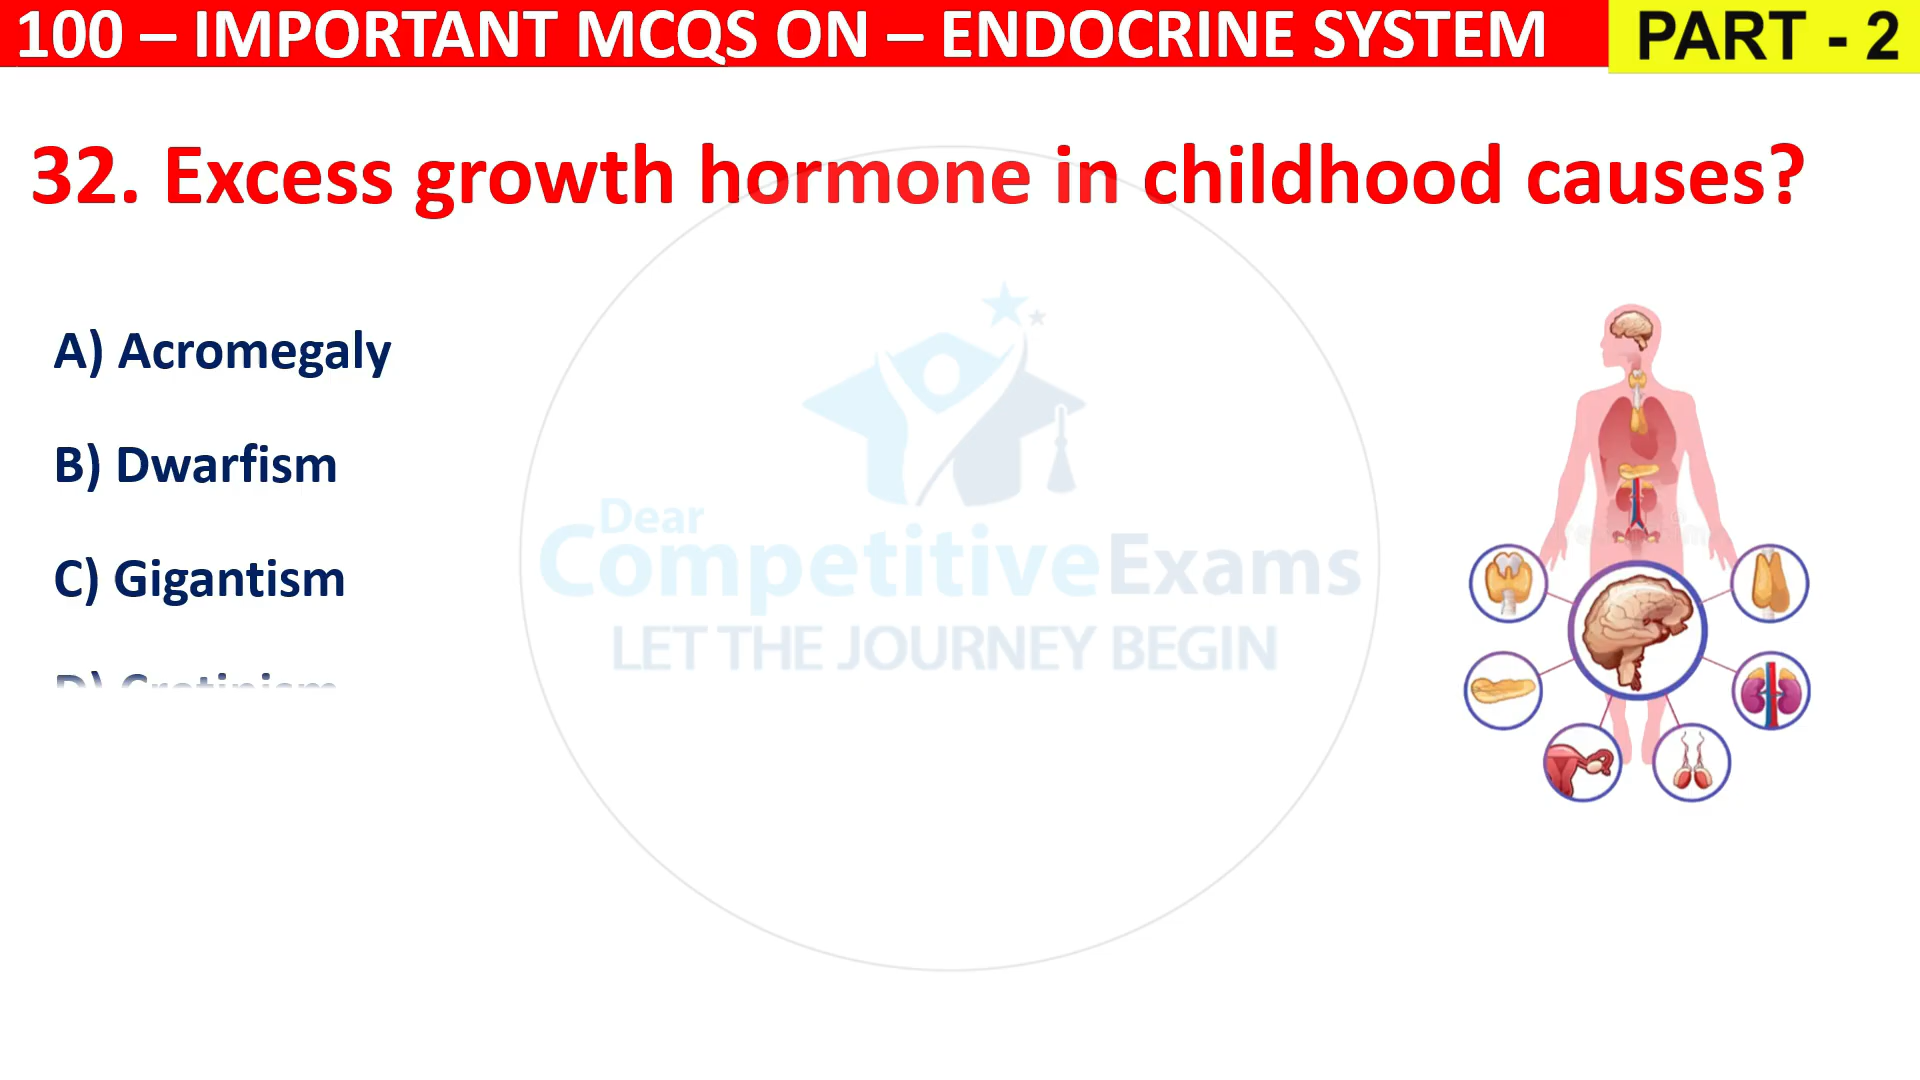 100 – IMPORTANT MCQS ON – ENDOCRINE SYSTEM
PART - 2
32. Excess growth hormone in childhood causes?
A) Acromegaly
B) Dwarfism
C) Gigantism
D) Cretinism
Dear
CompetitiveExams
LET THE JOURNEY BEGIN